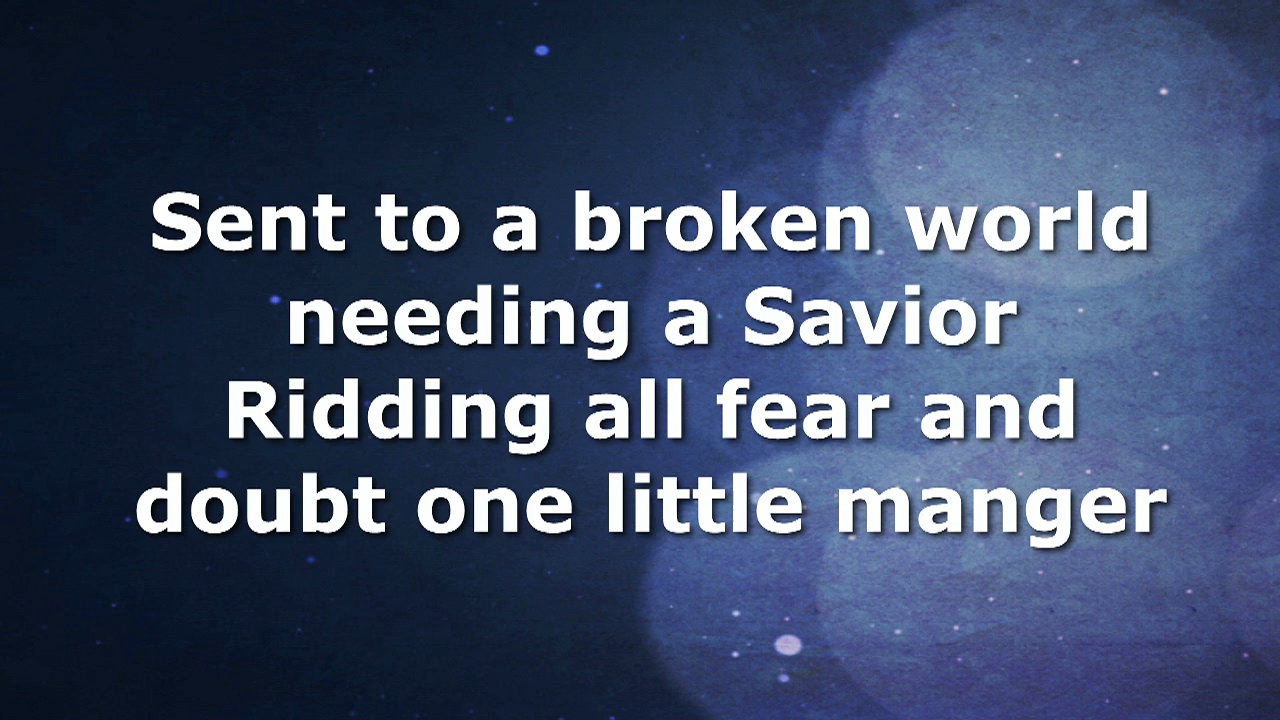 Sent to a broken world
needing a Savior
Ridding all fear and
doubt one little manger